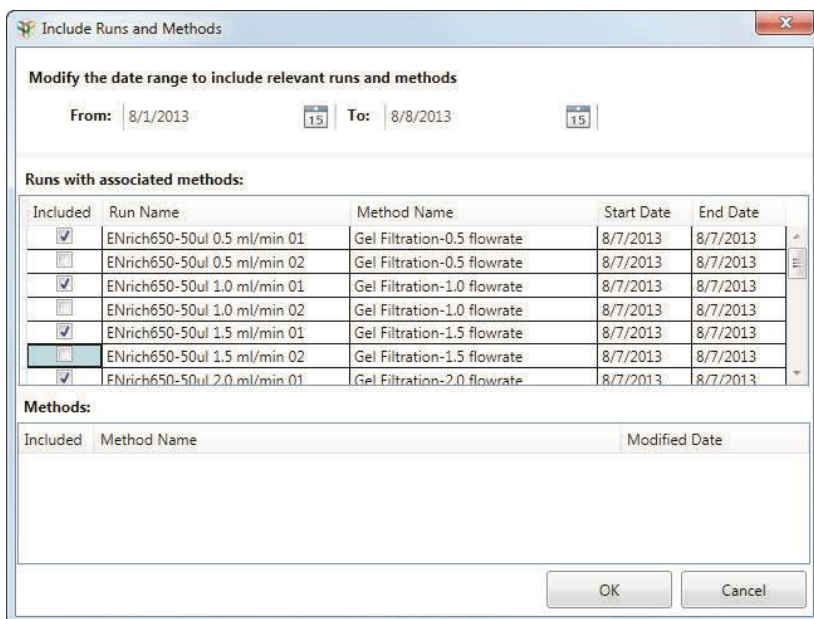 Include Runs and Methods
Modify the date range to include relevant runs and methods
From: 8/1/2013 15 To: 8/8/2013 15
Runs with associated methods:
Included Run Name Method Name Start Date End Date
ENrich650-50ul 0.5 ml/min 01 Gel Filtration-0.5 flowrate 8/7/2013 8/7/2013
ENrich650-50ul 0.5 ml/min 02 Gel Filtration-0.5 flowrate 8/7/2013 8/7/2013
ENrich650-50ul 1.0 ml/min 01 Gel Filtration-1.0 flowrate 8/7/2013 8/7/2013
ENrich650-50ul 1.0 ml/min 02 Gel Filtration-1.0 flowrate 8/7/2013 8/7/2013
ENrich650-50ul 1.5 ml/min 01 Gel Filtration-1.5 flowrate 8/7/2013 8/7/2013
ENrich650-50ul 1.5 ml/min 02 Gel Filtration-1.5 flowrate 8/7/2013 8/7/2013
ENrich650-50ul 2.0 ml/min 01 Gel Filtration-2.0 flowrate 8/7/2013 8/7/2013
Methods:
Included Method Name Modified Date
OK Cancel